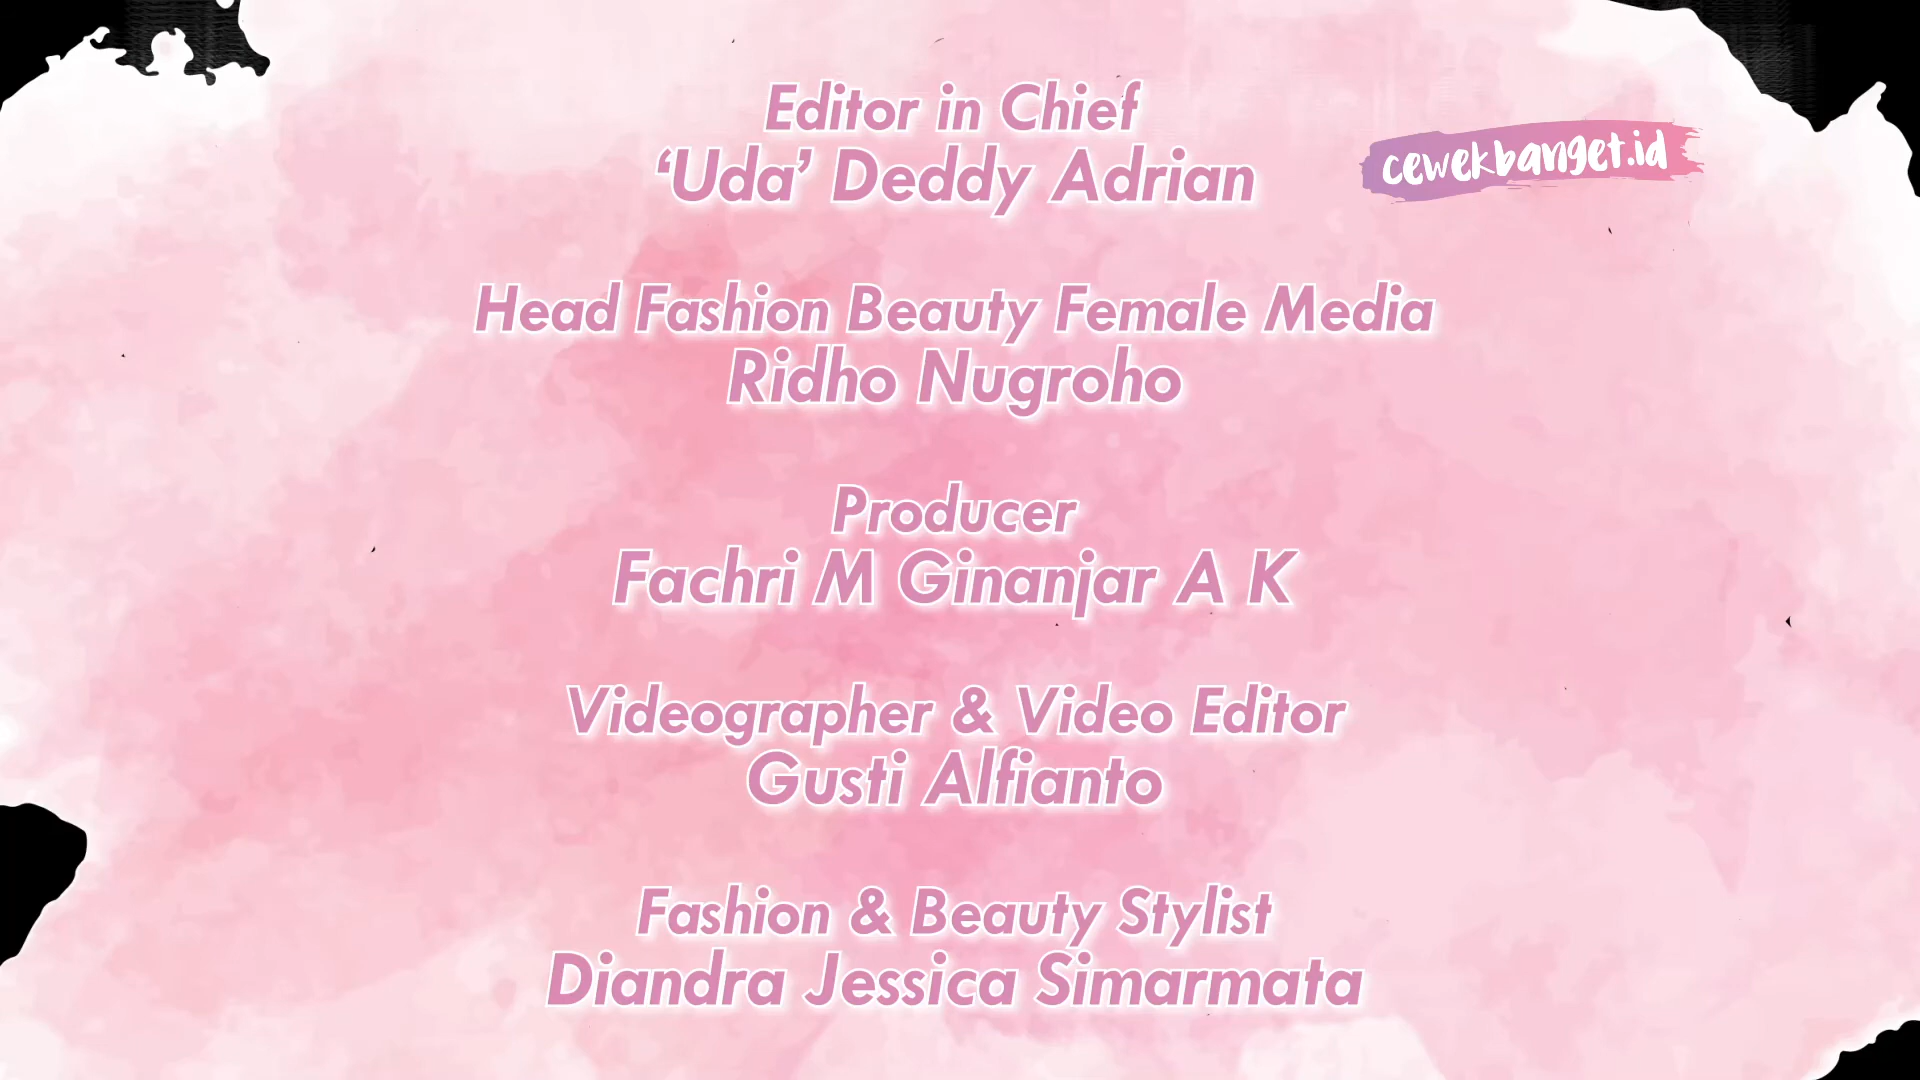 Editor in Chief
‘Uda’ Deddy Adrian
cewekbanget.id
Head Fashion Beauty Female Media
Ridho Nugroho
Producer
Fachri M Ginanjar A K
Videographer & Video Editor
Gusti Alfianto
Fashion & Beauty Stylist
Diandra Jessica Simarmata